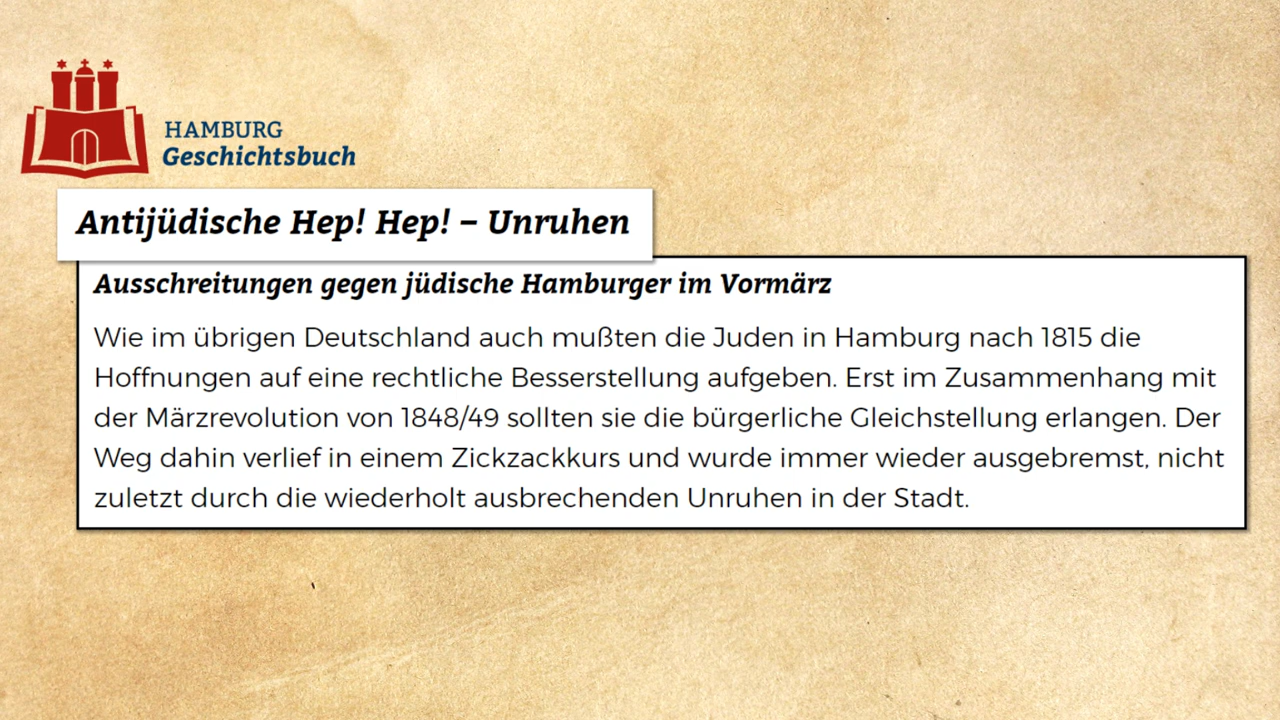 HAMBURG
Geschichtsbuch
Antijüdische Hep! Hep! – Unruhen
Ausschreitungen gegen jüdische Hamburger im Vormärz
Wie im übrigen Deutschland auch mußten die Juden in Hamburg nach 1815 die
Hoffnungen auf eine rechtliche Besserstellung aufgeben. Erst im Zusammenhang mit
der Märzrevolution von 1848/49 sollten sie die bürgerliche Gleichstellung erlangen. Der
Weg dahin verlief in einem Zickzackkurs und wurde immer wieder ausgebremst, nicht
zuletzt durch die wiederholt ausbrechenden Unruhen in der Stadt.